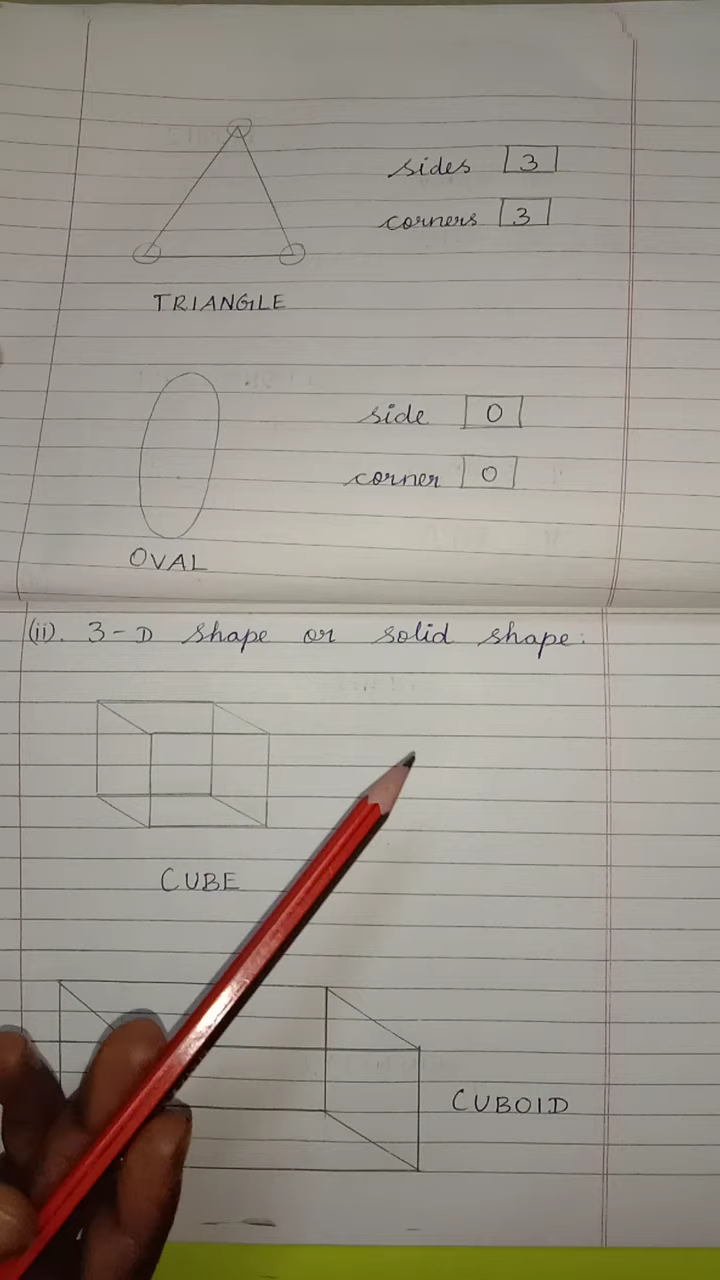 sides 3
corners 3
TRIANGLE
side 0
corner 0
OVAL
(ii). 3-D shape or solid shape:
CUBE
CUBOID